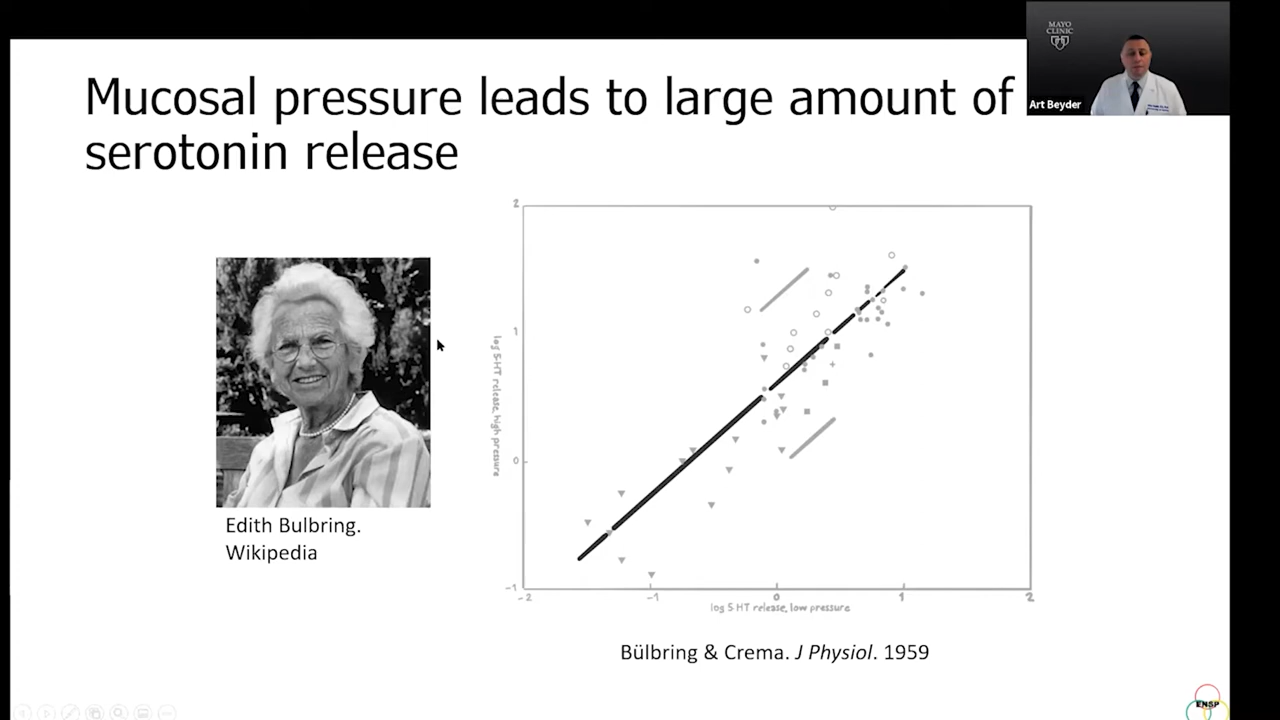 MAYO
CLINIC
Art Beyder
Mucosal pressure leads to large amount of
serotonin release
2
1
0
-1
log 5-HT release, high pressure
-2
-1
0
1
2
log 5 HT release, low pressure
Edith Bulbring.
Wikipedia
Bülbring & Crema. J Physiol. 1959
ENSP